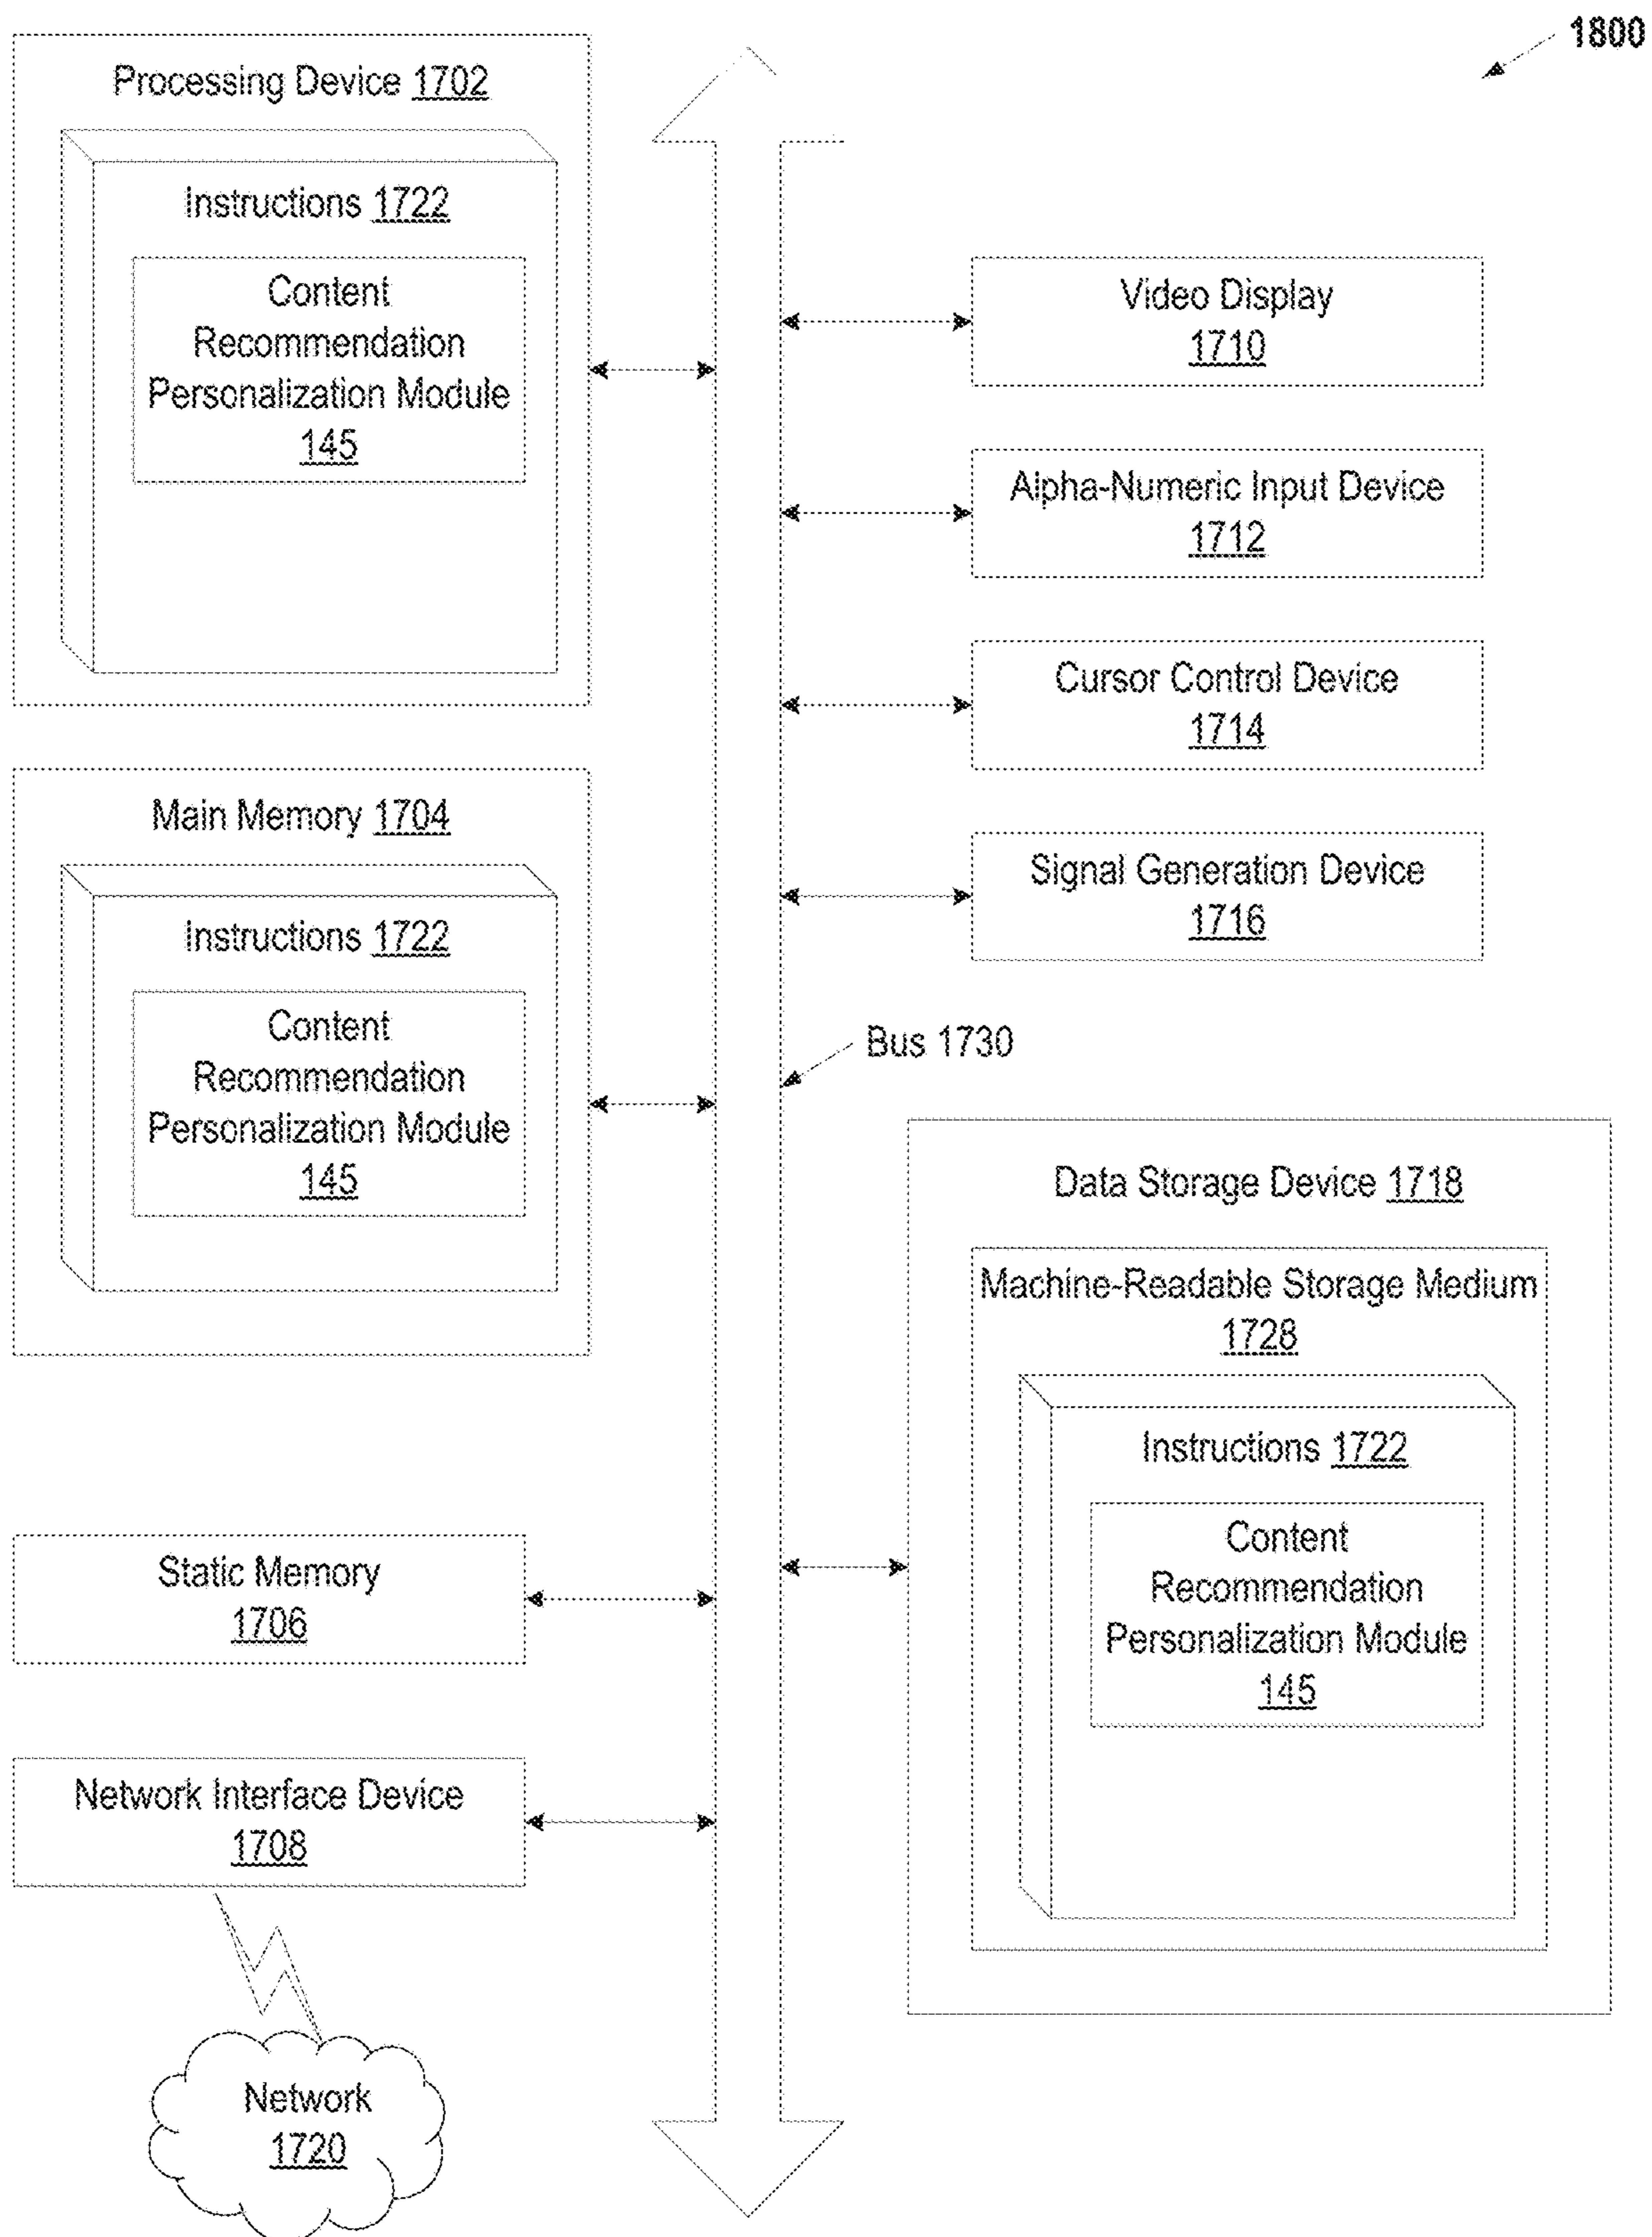 1800
Processing Device 1702
Instructions 1722
Content
Recommendation
Personalization Module
145
Main Memory 1704
Instructions 1722
Content
Recommendation
Personalization Module
145
Static Memory
1706
Network Interface Device
1708
Network
1720
Video Display
1710
Alpha-Numeric Input Device
1712
Cursor Control Device
1714
Signal Generation Device
1716
Bus 1730
Data Storage Device 1718
Machine-Readable Storage Medium
1728
Instructions 1722
Content
Recommendation
Personalization Module
145